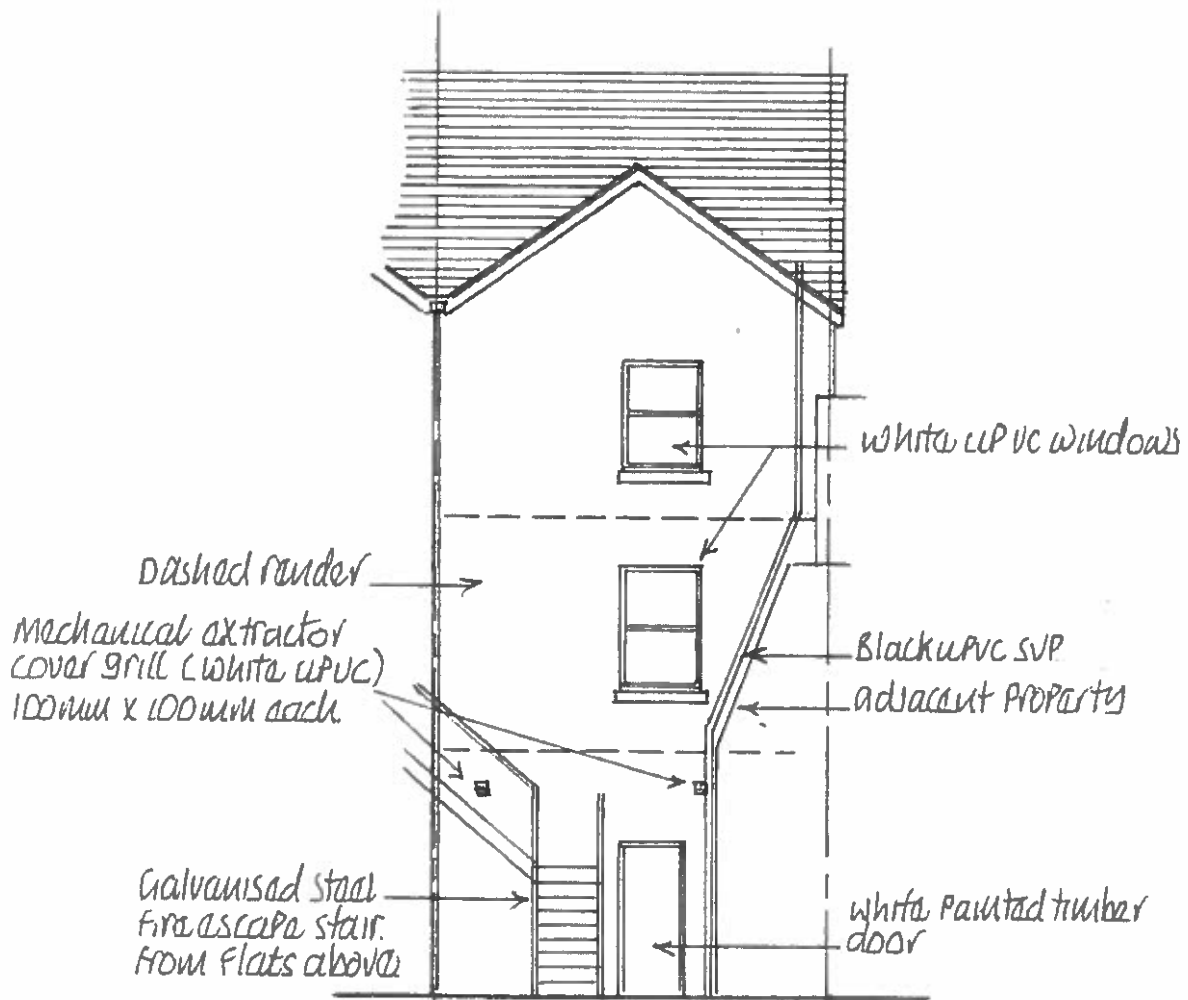 white uPVC windows
Dashed render
Mechanical extractor
cover grill (white uPVC)
100mm x 100mm each.
Black uPVC SVP
adjacent property
Galvanised steel
fire escape stair.
from flats above
white painted timber
door